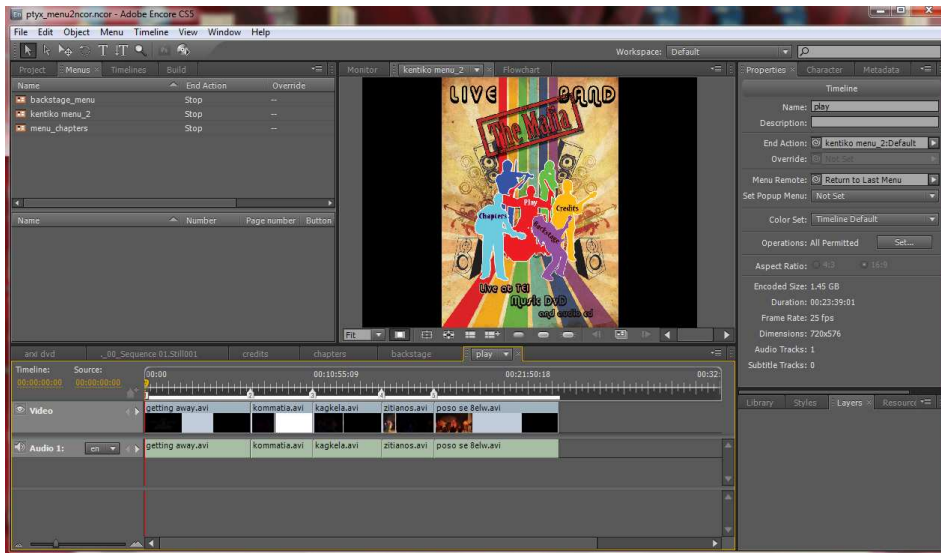 ptyx_menu2ncor.ncor - Adobe Encore CS5
File Edit Object Menu Timeline View Window Help
Workspace: Default
Project Menus Timelines Build
Name End Action Override
backstage_menu Stop --
kentiko menu_2 Stop --
menu_chapters Stop --
Name Number Page number Button
Monitor kentiko menu_2 Flowchart
LIVE BAND
The Mafia
Play
Chapters
Credits
Backstage
Live at TEI
Music DVD
and audio cd
Fit
Properties Character Metadata
Timeline
Name: play
Description:
End Action: kentiko menu_2:Default
Override: Not Set
Menu Remote: Return to Last Menu
Set Popup Menu: Not Set
Color Set: Timeline Default
Operations: All Permitted Set...
Aspect Ratio: 4:3 16:9
Encoded Size: 1.45 GB
Duration: 00:23:39:01
Frame Rate: 25 fps
Dimensions: 720x576
Audio Tracks: 1
Subtitle Tracks: 0
Library Styles Layers Resource
anxi dvd ._00_Sequence 01.Still001 credits chapters backstage play
Timeline: Source:
00:00:00:00 00:00:00:00
00:00 00:10:55:09 00:21:50:18 00:32
Video
getting away.avi kommatia.avi kagkela.avi zitianos.avi poso se 8elw.avi
Audio 1: en
getting away.avi kommatia.avi kagkela.avi zitianos.avi poso se 8elw.avi